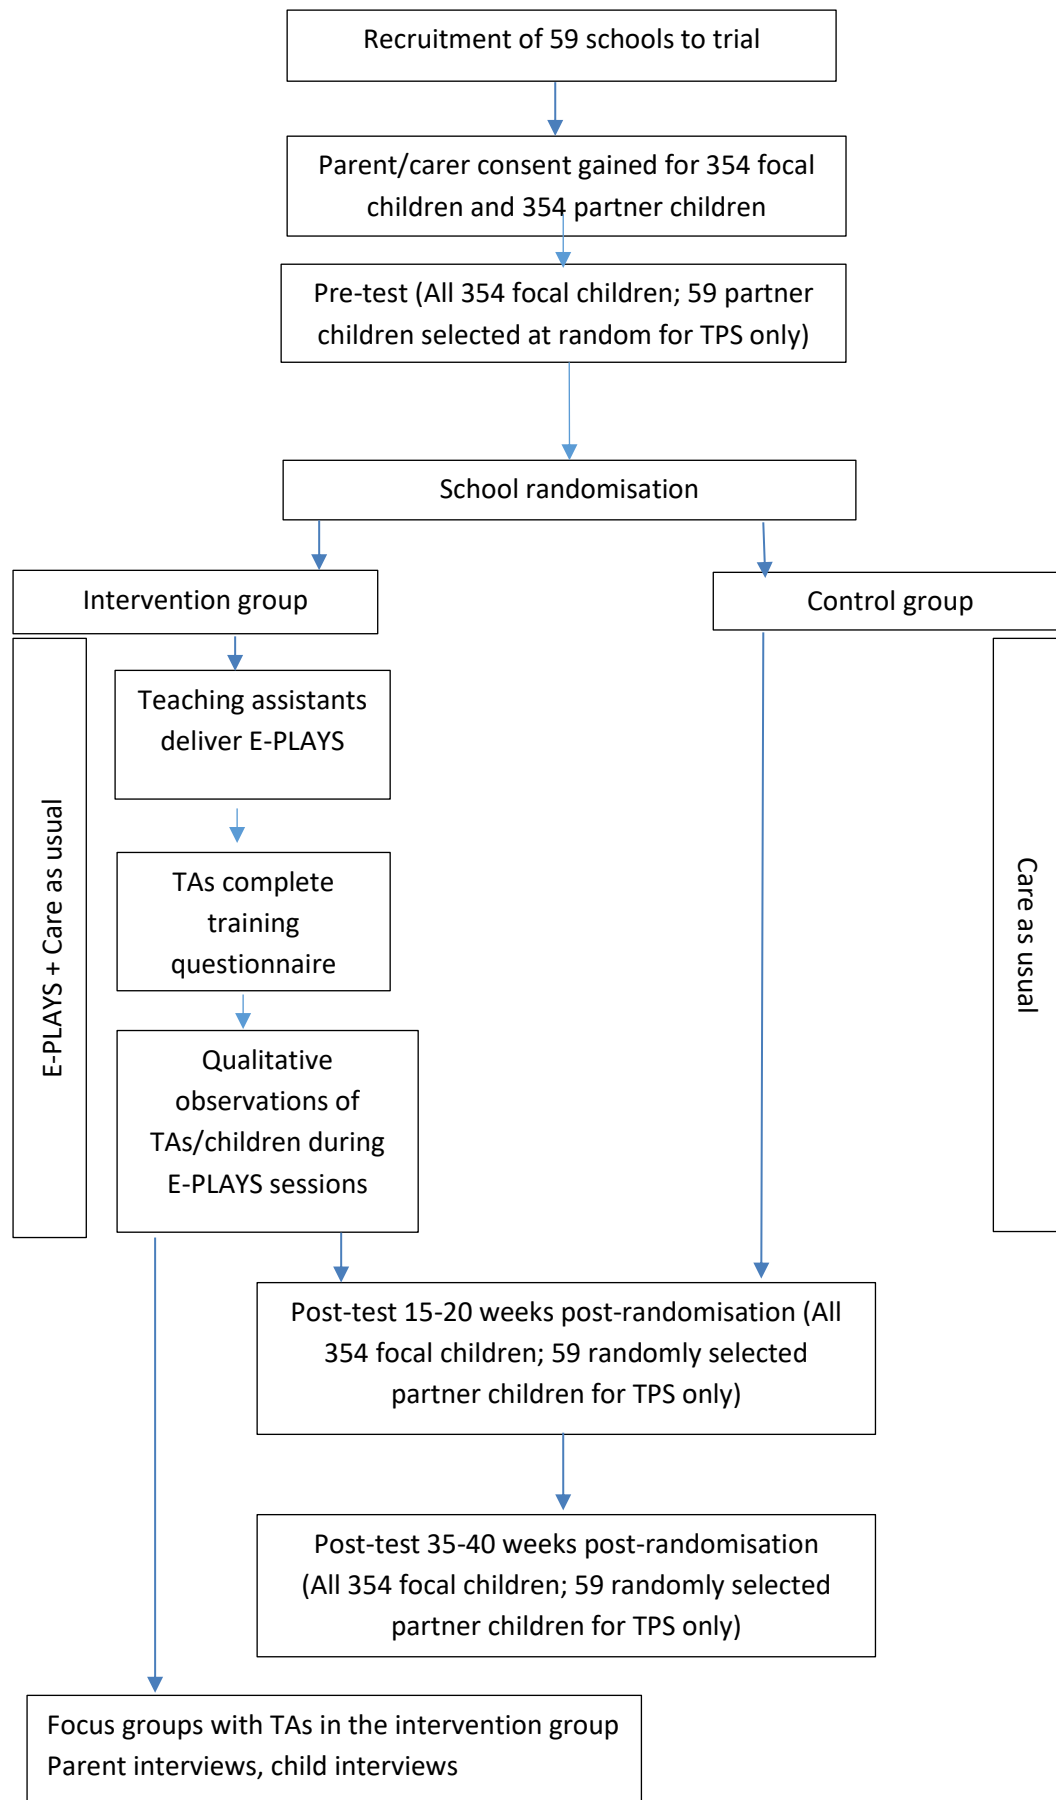 Recruitment of 59 schools to trial
Parent/carer consent gained for 354 focal
children and 354 partner children
Pre-test (All 354 focal children; 59 partner
children selected at random for TPS only)
School randomisation
Intervention group
Control group
E-PLAYS + Care as usual
Teaching assistants
deliver E-PLAYS
TAs complete
training
questionnaire
Qualitative
observations of
TAs/children during
E-PLAYS sessions
Care as usual
Post-test 15-20 weeks post-randomisation (All
354 focal children; 59 randomly selected
partner children for TPS only)
Post-test 35-40 weeks post-randomisation
(All 354 focal children; 59 randomly selected
partner children for TPS only)
Focus groups with TAs in the intervention group
Parent interviews, child interviews